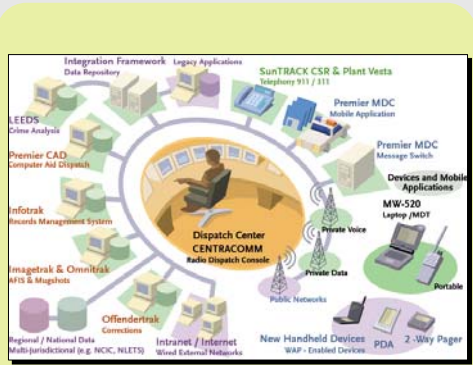 Integration Framework
Data Repository
Legacy Applications
SunTRACK CSR & Plant Vesta
Telephony 911 / 311
Premier MDC
Mobile Application
LEEDS
Crime Analysis
Premier MDC
Message Switch
Premier CAD
Computer Aid Dispatch
Devices and Mobile
Applications
MW-520
Laptop /MDT
Infotrak
Records Management System
Dispatch Center
CENTRACOMM
Radio Dispatch Console
Private Voice
Private Data
Portable
Imagetrak & Omnitrak
AFIS & Mugshots
Public Networks
Offendertrak
Corrections
Regional / National Data
Multi-jurisdictional (e.g. NCIC, NLETS)
Intranet / Internet
Wired External Networks
New Handheld Devices
WAP - Enabled Devices
PDA
2 -Way Pager